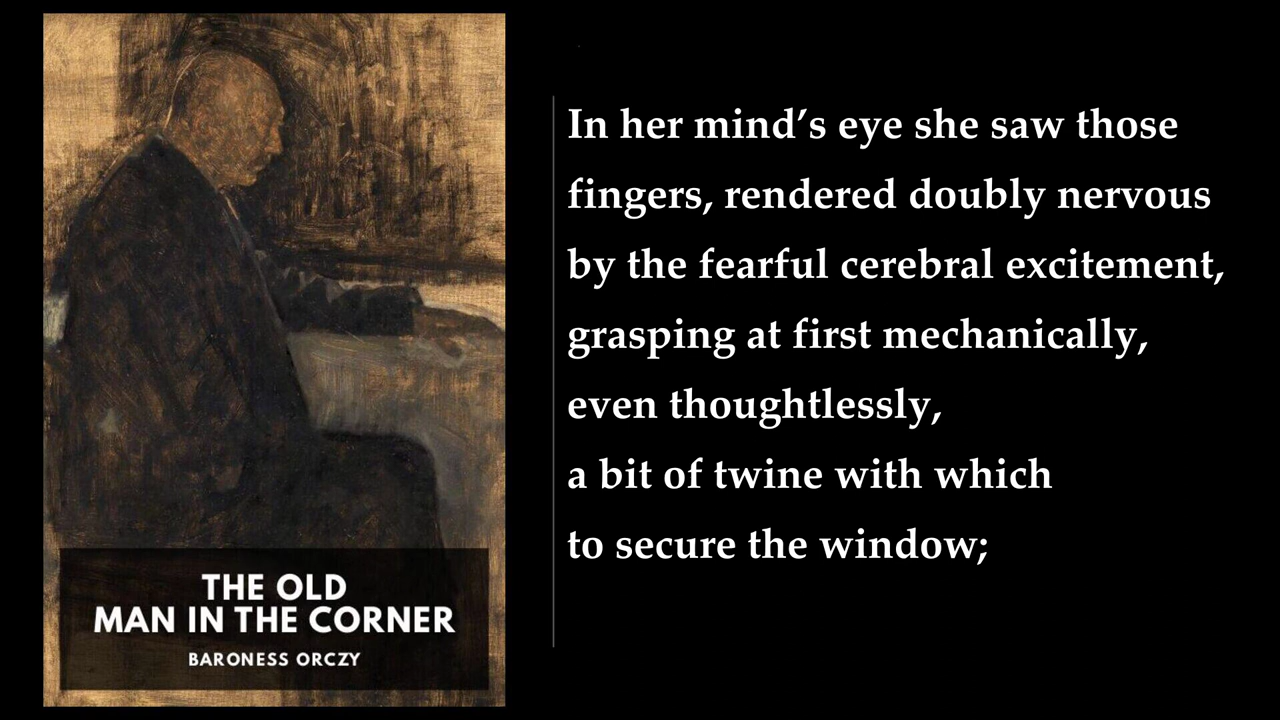 THE OLD
MAN IN THE CORNER
BARONESS ORCZY
In her mind’s eye she saw those
fingers, rendered doubly nervous
by the fearful cerebral excitement,
grasping at first mechanically,
even thoughtlessly,
a bit of twine with which
to secure the window;